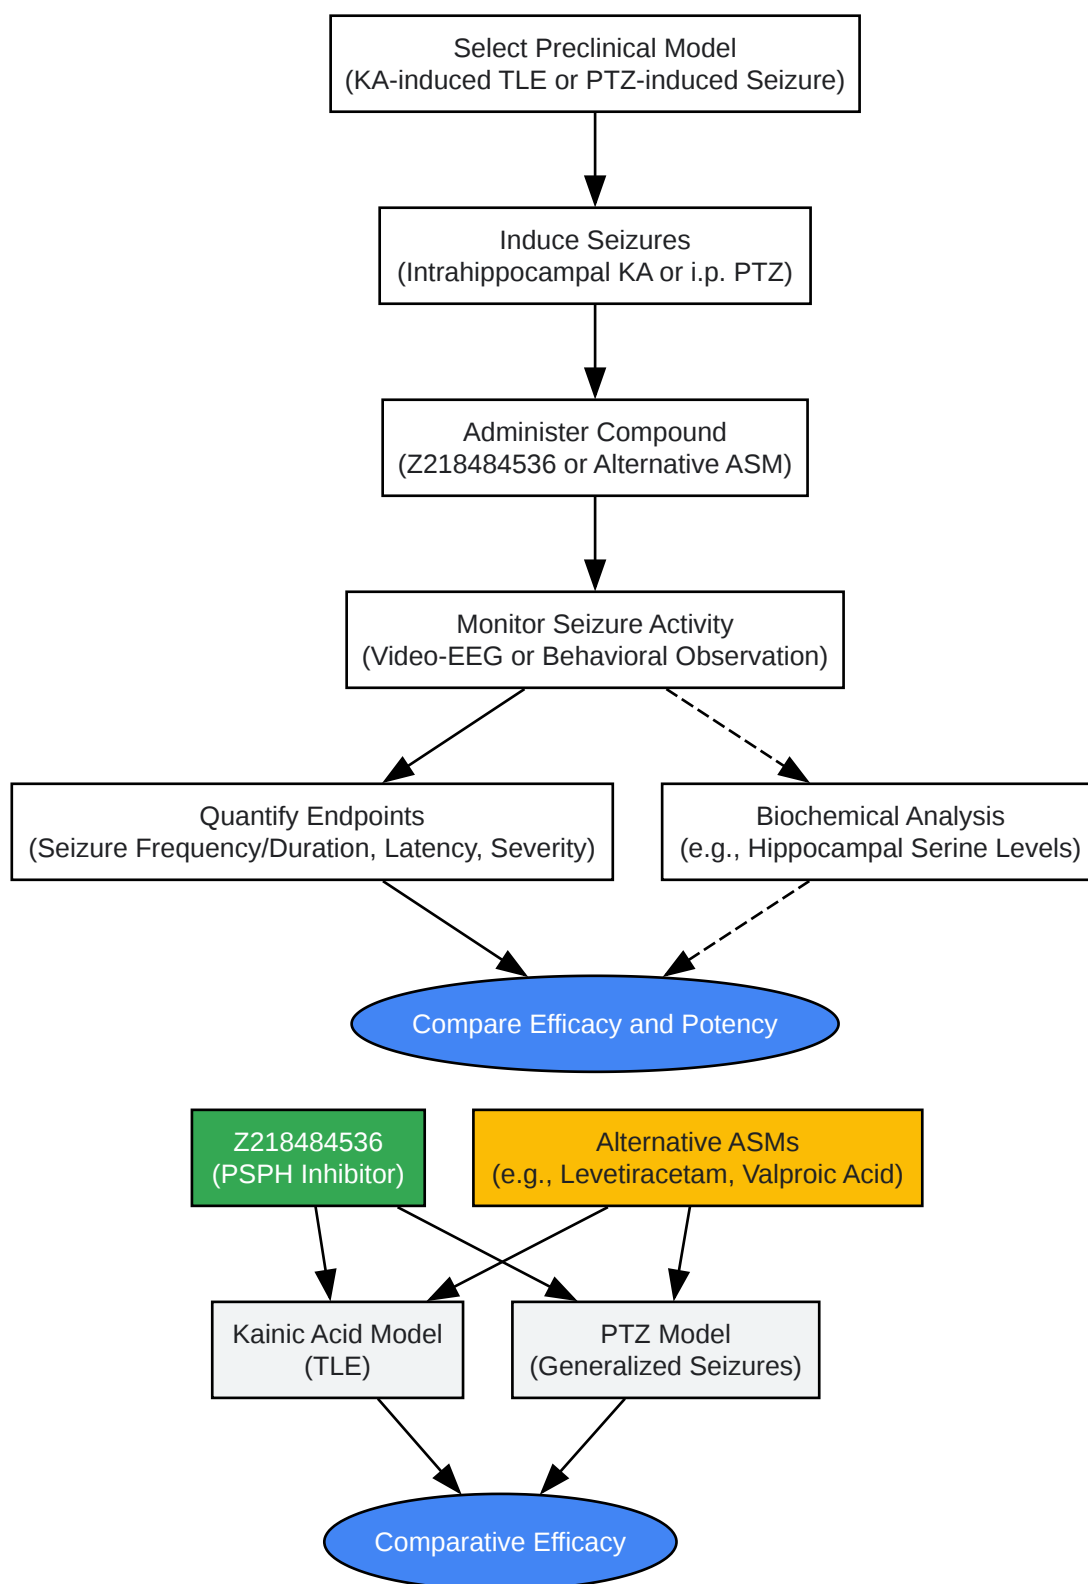 Select Preclinical Model
(KA-induced TLE or PTZ-induced Seizure)
Induce Seizures
(Intrahippocampal KA or i.p. PTZ)
Administer Compound
(Z218484536 or Alternative ASM)
Monitor Seizure Activity
(Video-EEG or Behavioral Observation)
Quantify Endpoints
(Seizure Frequency/Duration, Latency, Severity)
Biochemical Analysis
(e.g., Hippocampal Serine Levels)
Compare Efficacy and Potency
Z218484536
(PSPH Inhibitor)
Alternative ASMs
(e.g., Levetiracetam, Valproic Acid)
Kainic Acid Model
(TLE)
PTZ Model
(Generalized Seizures)
Comparative Efficacy